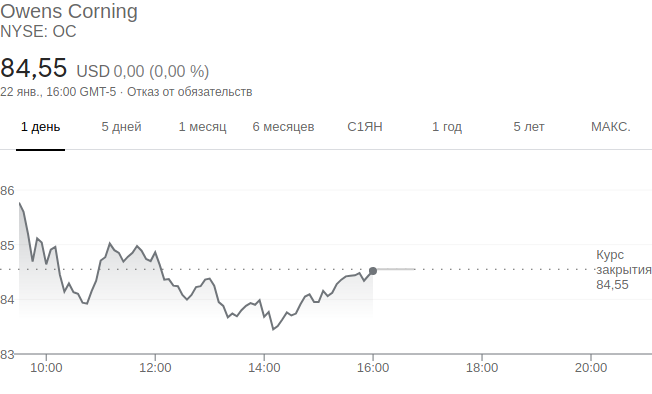 Owens Corning
NYSE: OC
84,55 USD 0,00 (0,00 %)
22 янв., 16:00 GMT-5 · Отказ от обязательств
1 день 5 дней 1 месяц 6 месяцев С1ЯН 1 год 5 лет МАКС.
86
85
Курс
закрытия
84,55
84
83
10:00 12:00 14:00 16:00 18:00 20:00